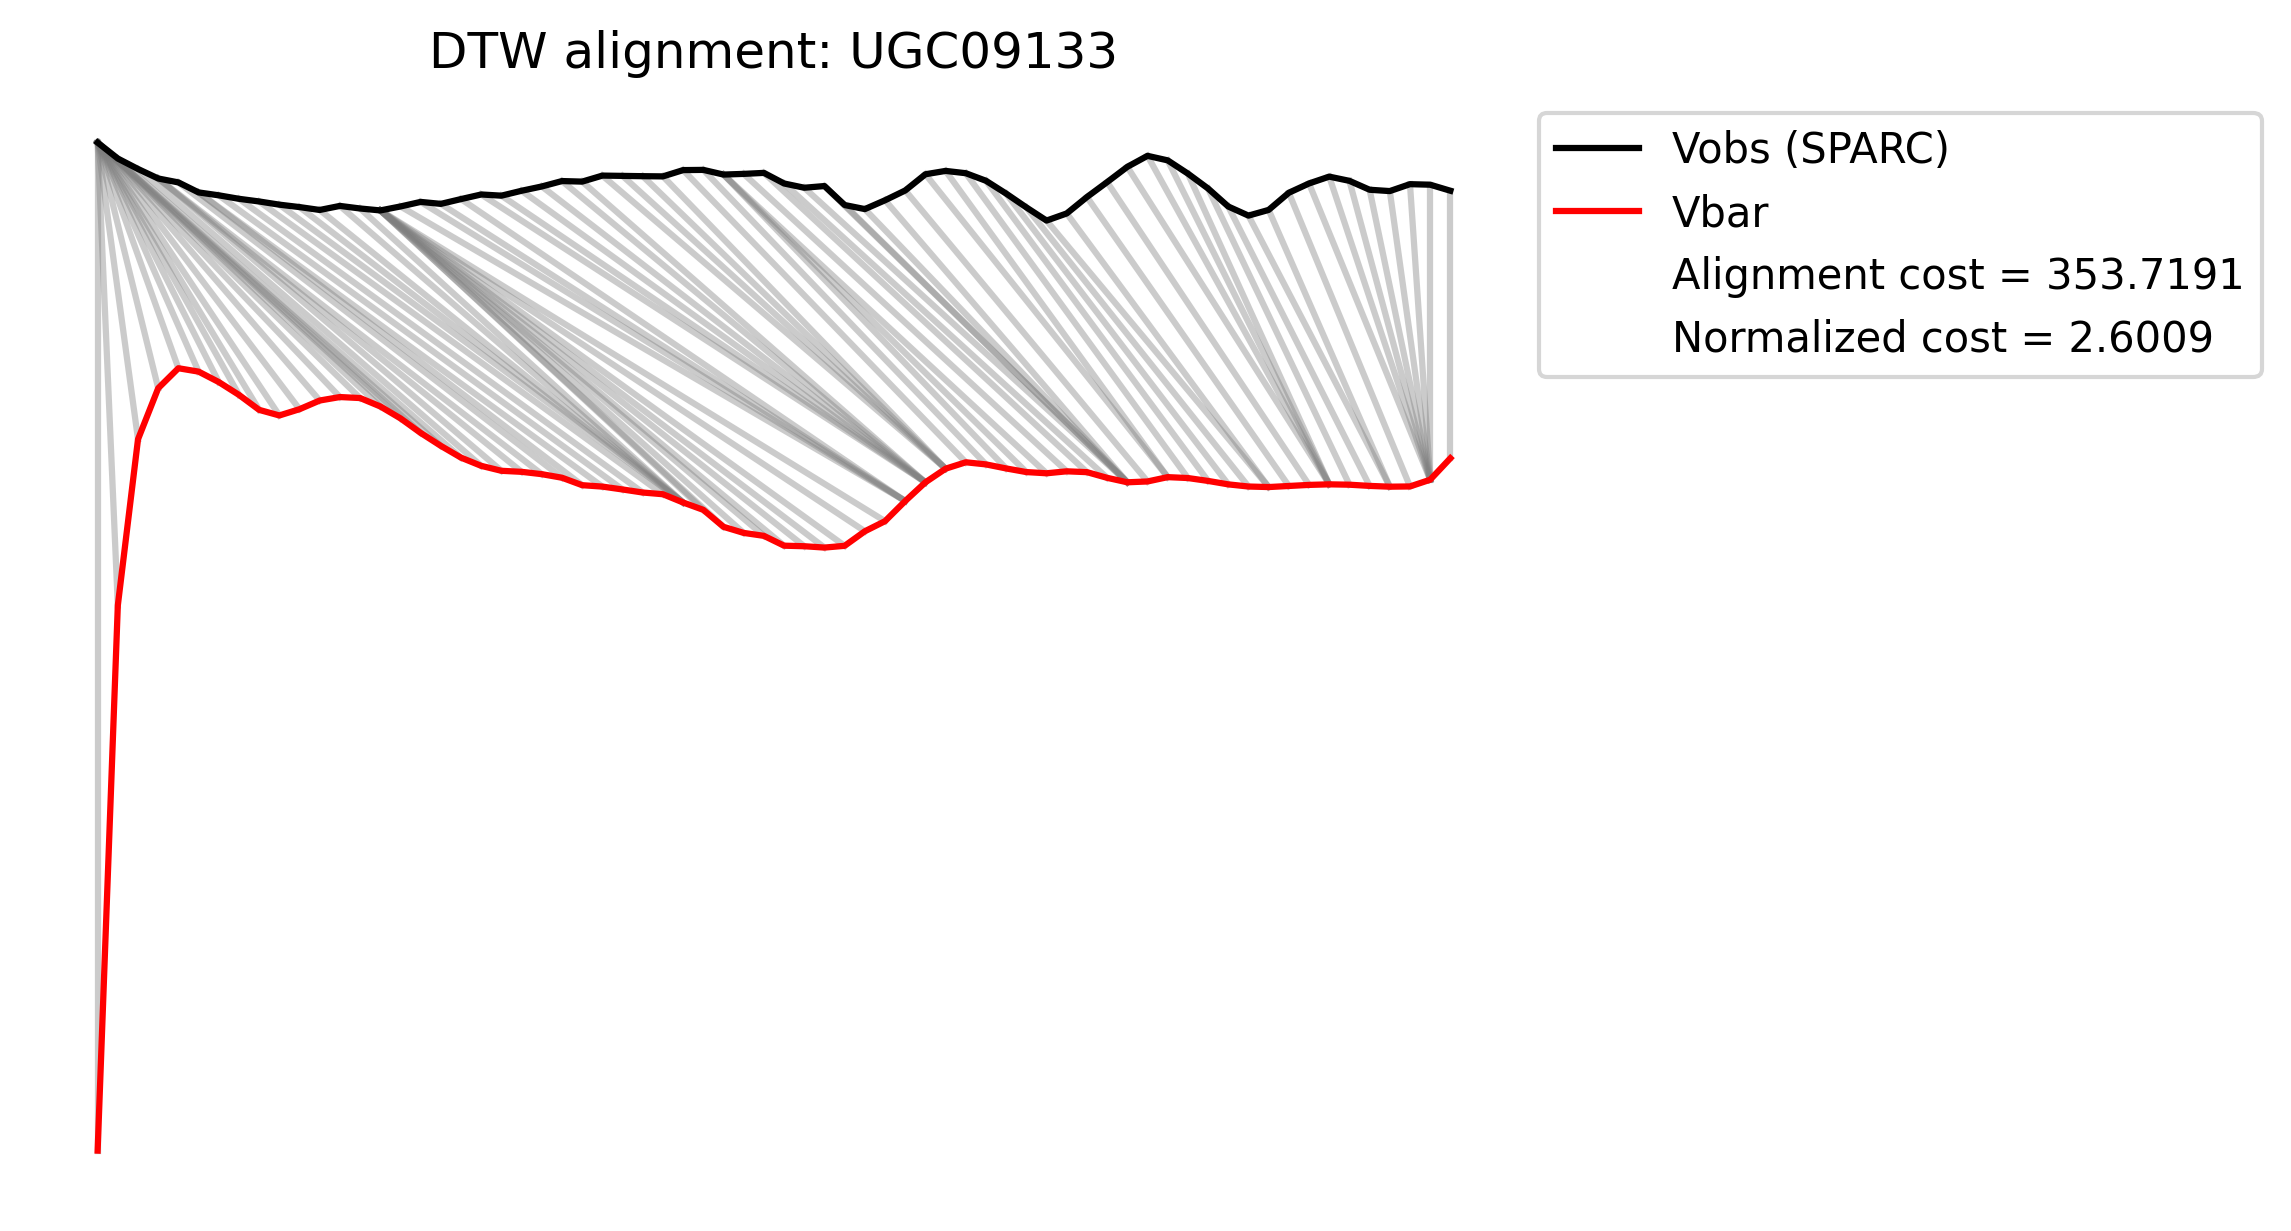 DTW alignment: UGC09133
Vobs (SPARC)
Vbar
Alignment cost = 353.7191
Normalized cost = 2.6009